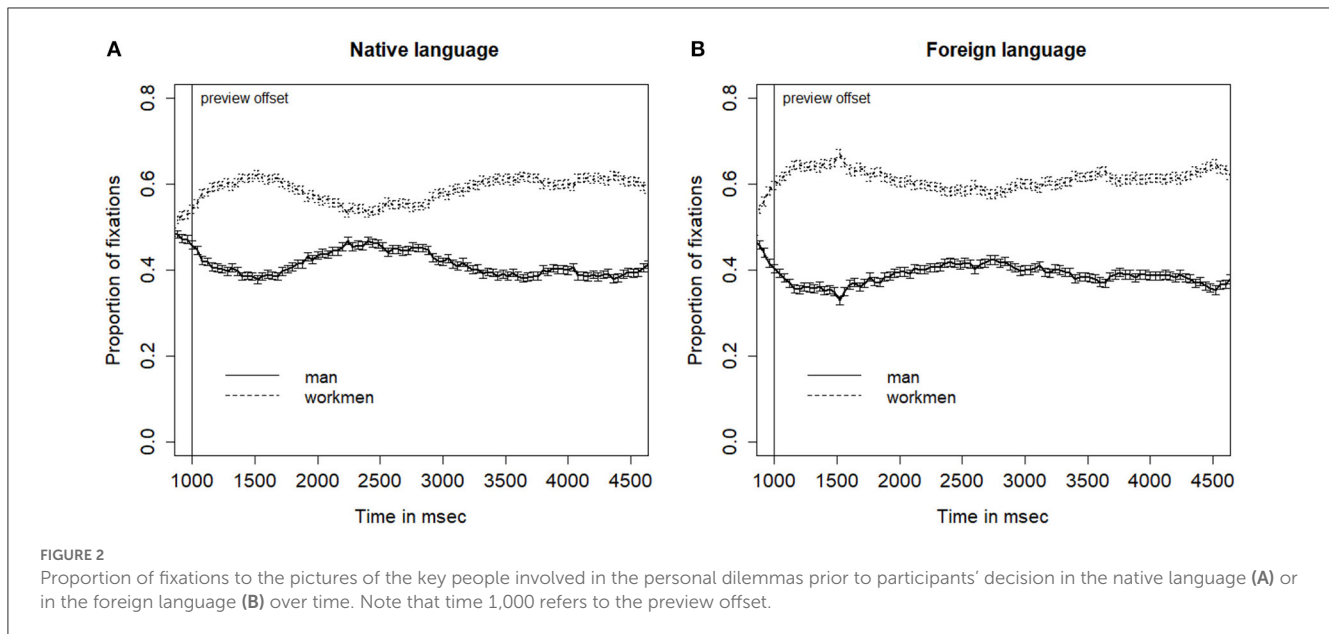 A
Native language
Proportion of fixations
0.8
0.6
0.4
0.2
0.0
preview offset
man
workmen
1000 1500 2000 2500 3000 3500 4000 4500
Time in msec
B
Foreign language
Proportion of fixations
0.8
0.6
0.4
0.2
0.0
preview offset
man
workmen
1000 1500 2000 2500 3000 3500 4000 4500
Time in msec
FIGURE 2
Proportion of fixations to the pictures of the key people involved in the personal dilemmas prior to participants' decision in the native language (A) or
in the foreign language (B) over time. Note that time 1,000 refers to the preview offset.